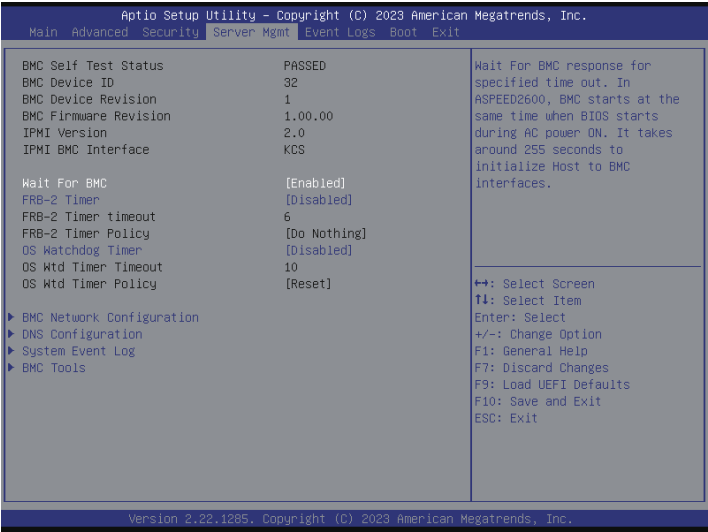 Aptio Setup Utility – Copyright (C) 2023 American Megatrends, Inc.
Main Advanced Security Server Mgmt Event Logs Boot Exit
BMC Self Test Status PASSED
BMC Device ID 32
BMC Device Revision 1
BMC Firmware Revision 1.00.00
IPMI Version 2.0
IPMI BMC Interface KCS
Wait For BMC [Enabled]
FRB-2 Timer [Disabled]
FRB-2 Timer timeout 6
FRB-2 Timer Policy [Do Nothing]
OS Watchdog Timer [Disabled]
OS Wtd Timer Timeout 10
OS Wtd Timer Policy [Reset]
BMC Network Configuration
DNS Configuration
System Event Log
BMC Tools
Wait For BMC response for
specified time out. In
ASPEED2600, BMC starts at the
same time when BIOS starts
during AC power ON. It takes
around 255 seconds to
initialize Host to BMC
interfaces.
↔: Select Screen
↑↓: Select Item
Enter: Select
+/-: Change Option
F1: General Help
F7: Discard Changes
F9: Load UEFI Defaults
F10: Save and Exit
ESC: Exit
Version 2.22.1285. Copyright (C) 2023 American Megatrends, Inc.